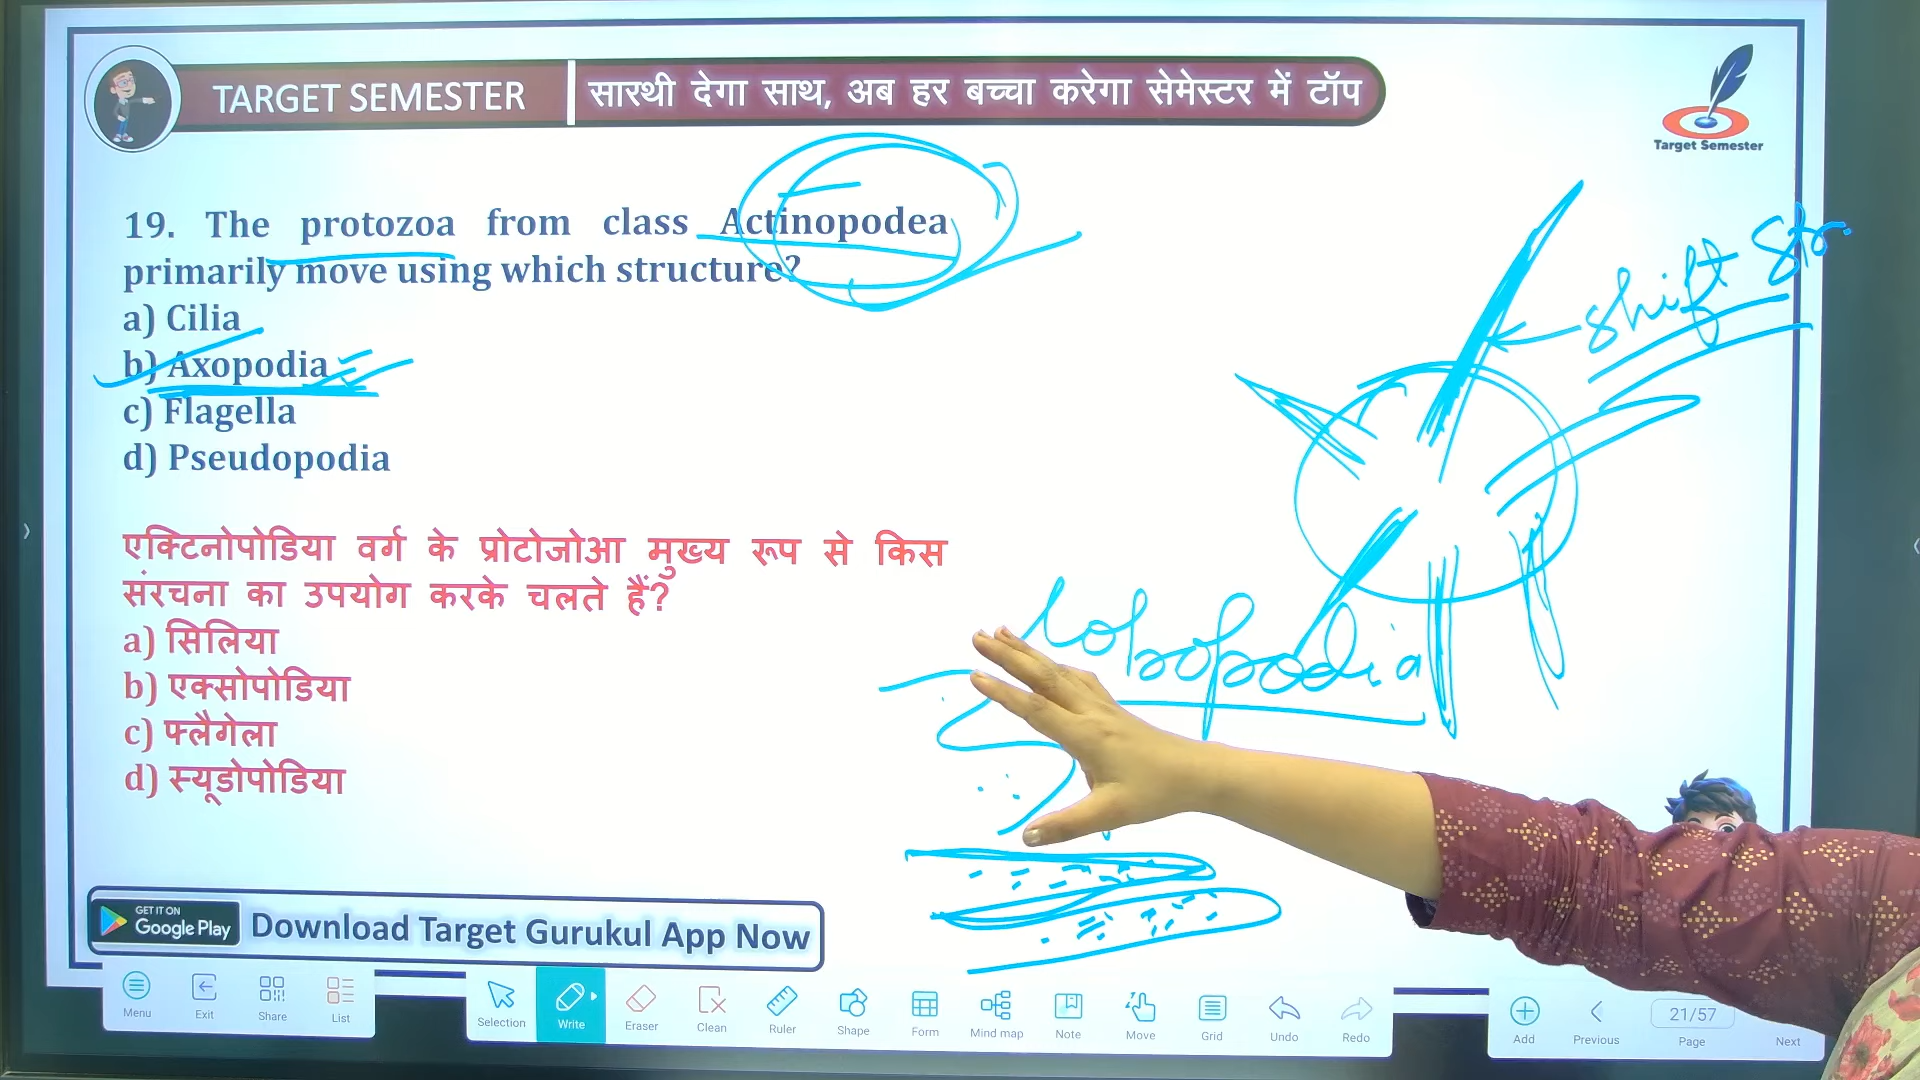 TARGET SEMESTER
सारथी देगा साथ, अब हर बच्चा करेगा सेमेस्टर में टॉप
Target Semester
19. The protozoa from class Actinopodea
primarily move using which structure?
a) Cilia
b) Axopodia
c) Flagella
d) Pseudopodia
shift Str.
lobopodia
एक्टिनोपोडिया वर्ग के प्रोटोजोआ मुख्य रूप से किस
संरचना का उपयोग करके चलते हैं?
a) सिलिया
b) एक्सोपोडिया
c) फ्लैगेला
d) स्यूडोपोडिया
GET IT ON
Google Play
Download Target Gurukul App Now
Menu Exit Share List Selection Write Eraser Clean Ruler Shape Form Mind map Note Move Grid Undo Redo Add Previous 21/57 Page Next